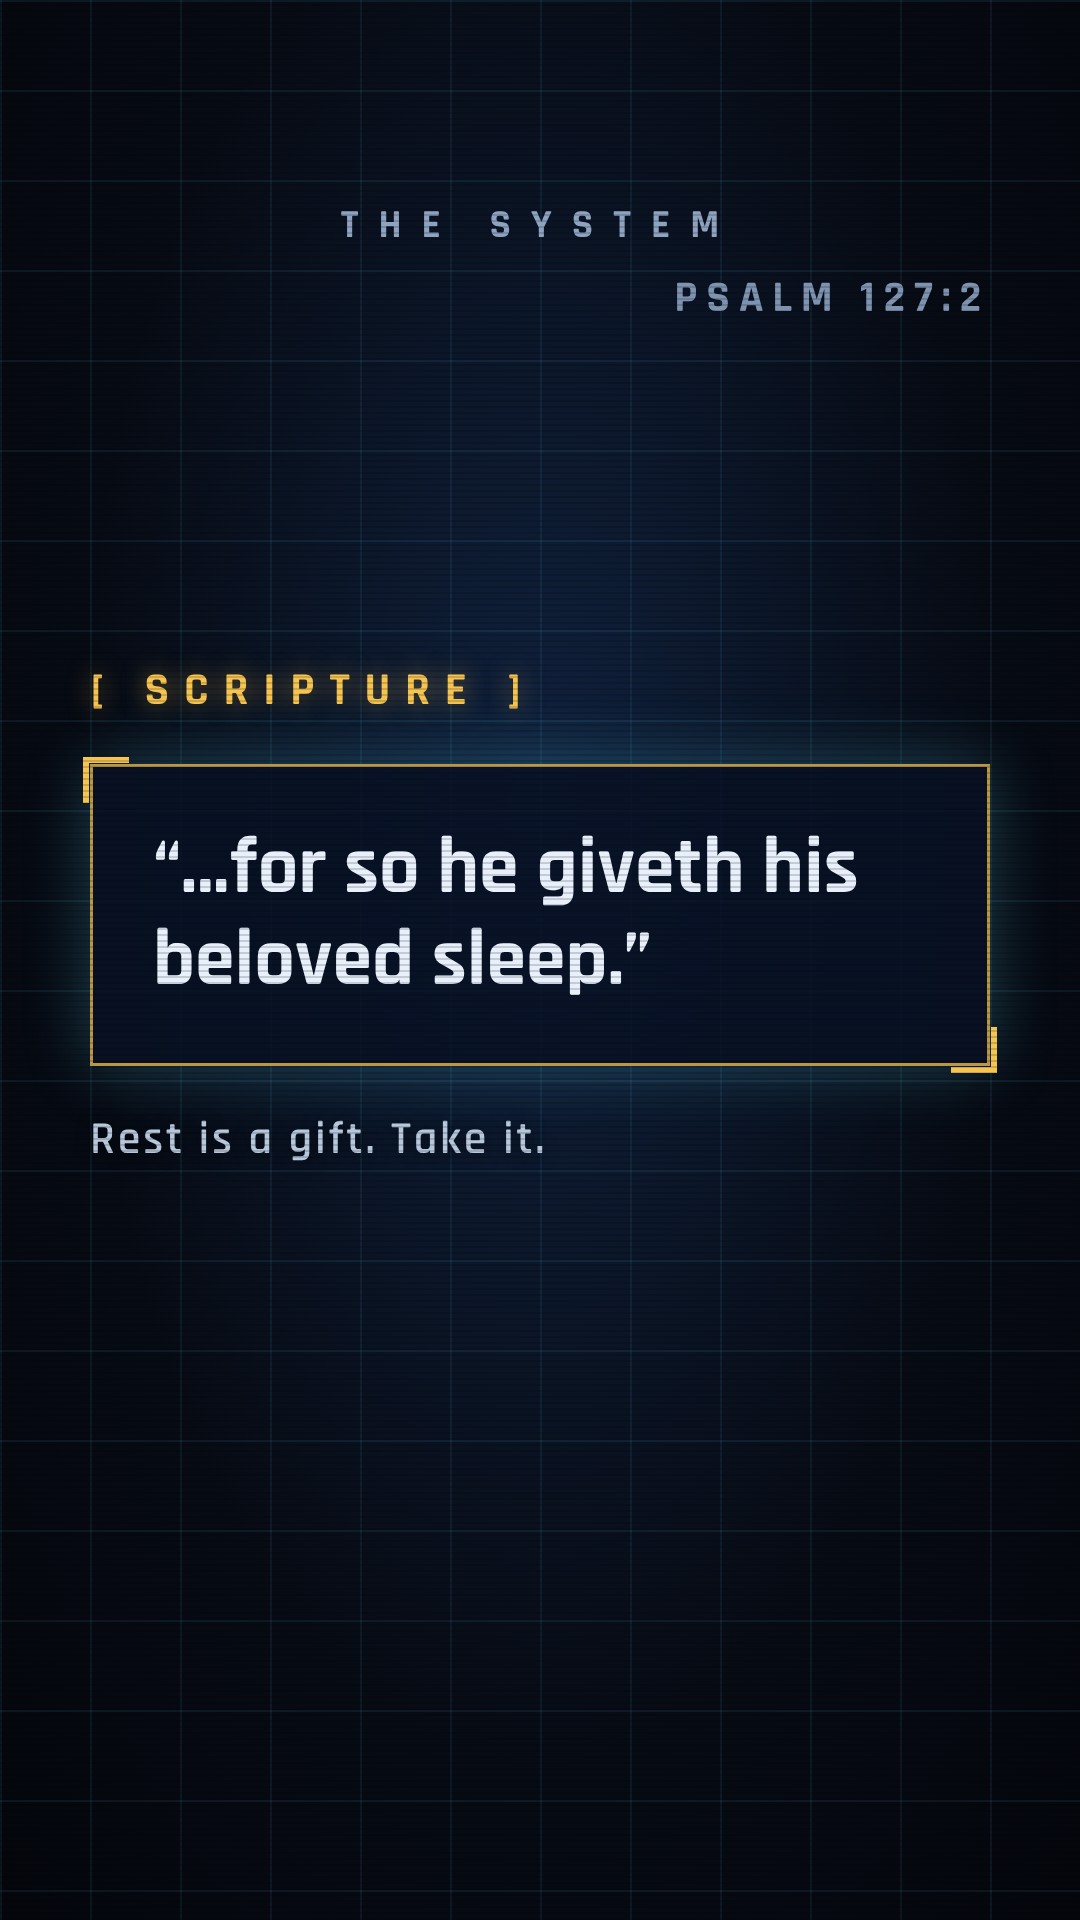 THE SYSTEM
PSALM 127:2
[ SCRIPTURE ]
“...for so he giveth his
beloved sleep.”
Rest is a gift. Take it.